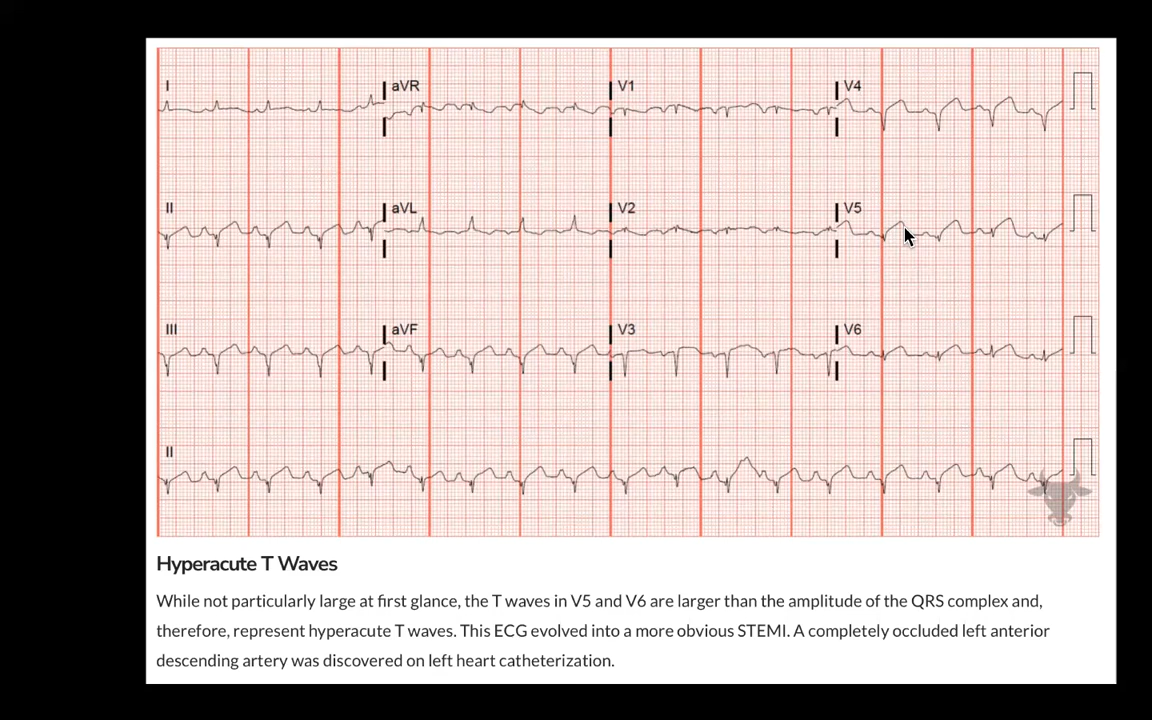 I aVR V1 V4
II aVL V2 V5
III aVF V3 V6
II
Hyperacute T Waves
While not particularly large at first glance, the T waves in V5 and V6 are larger than the amplitude of the QRS complex and,
therefore, represent hyperacute T waves. This ECG evolved into a more obvious STEMI. A completely occluded left anterior
descending artery was discovered on left heart catheterization.